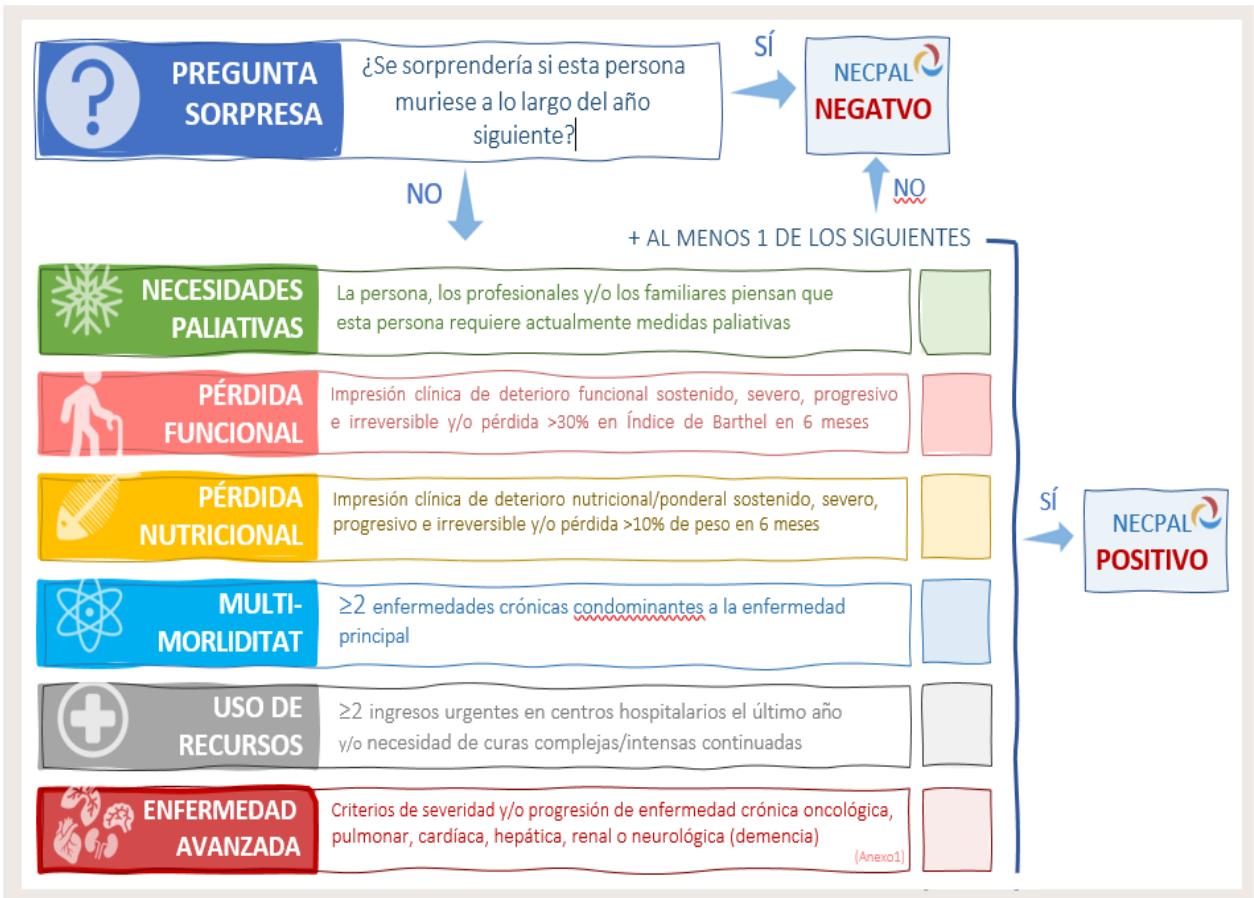 PREGUNTA
SORPRESA
¿Se sorprendería si esta persona
muriese a lo largo del año
siguiente?
SÍ
NECPAL
NEGATVO
NO
NO
+ AL MENOS 1 DE LOS SIGUIENTES
NECESIDADES
PALIATIVAS
La persona, los profesionales y/o los familiares piensan que
esta persona requiere actualmente medidas paliativas
PÉRDIDA
FUNCIONAL
Impresión clínica de deterioro funcional sostenido, severo, progresivo
e irreversible y/o pérdida >30% en Índice de Barthel en 6 meses
PÉRDIDA
NUTRICIONAL
Impresión clínica de deterioro nutricional/ponderal sostenido, severo,
progresivo e irreversible y/o pérdida >10% de peso en 6 meses
SÍ
NECPAL
POSITIVO
MULTI-
MORLIDITAT
≥2 enfermedades crónicas condominantes a la enfermedad
principal
USO DE
RECURSOS
≥2 ingresos urgentes en centros hospitalarios el último año
y/o necesidad de curas complejas/intensas continuadas
ENFERMEDAD
AVANZADA
Criterios de severidad y/o progresión de enfermedad crónica oncológica,
pulmonar, cardíaca, hepática, renal o neurológica (demencia)
(Anexo1)